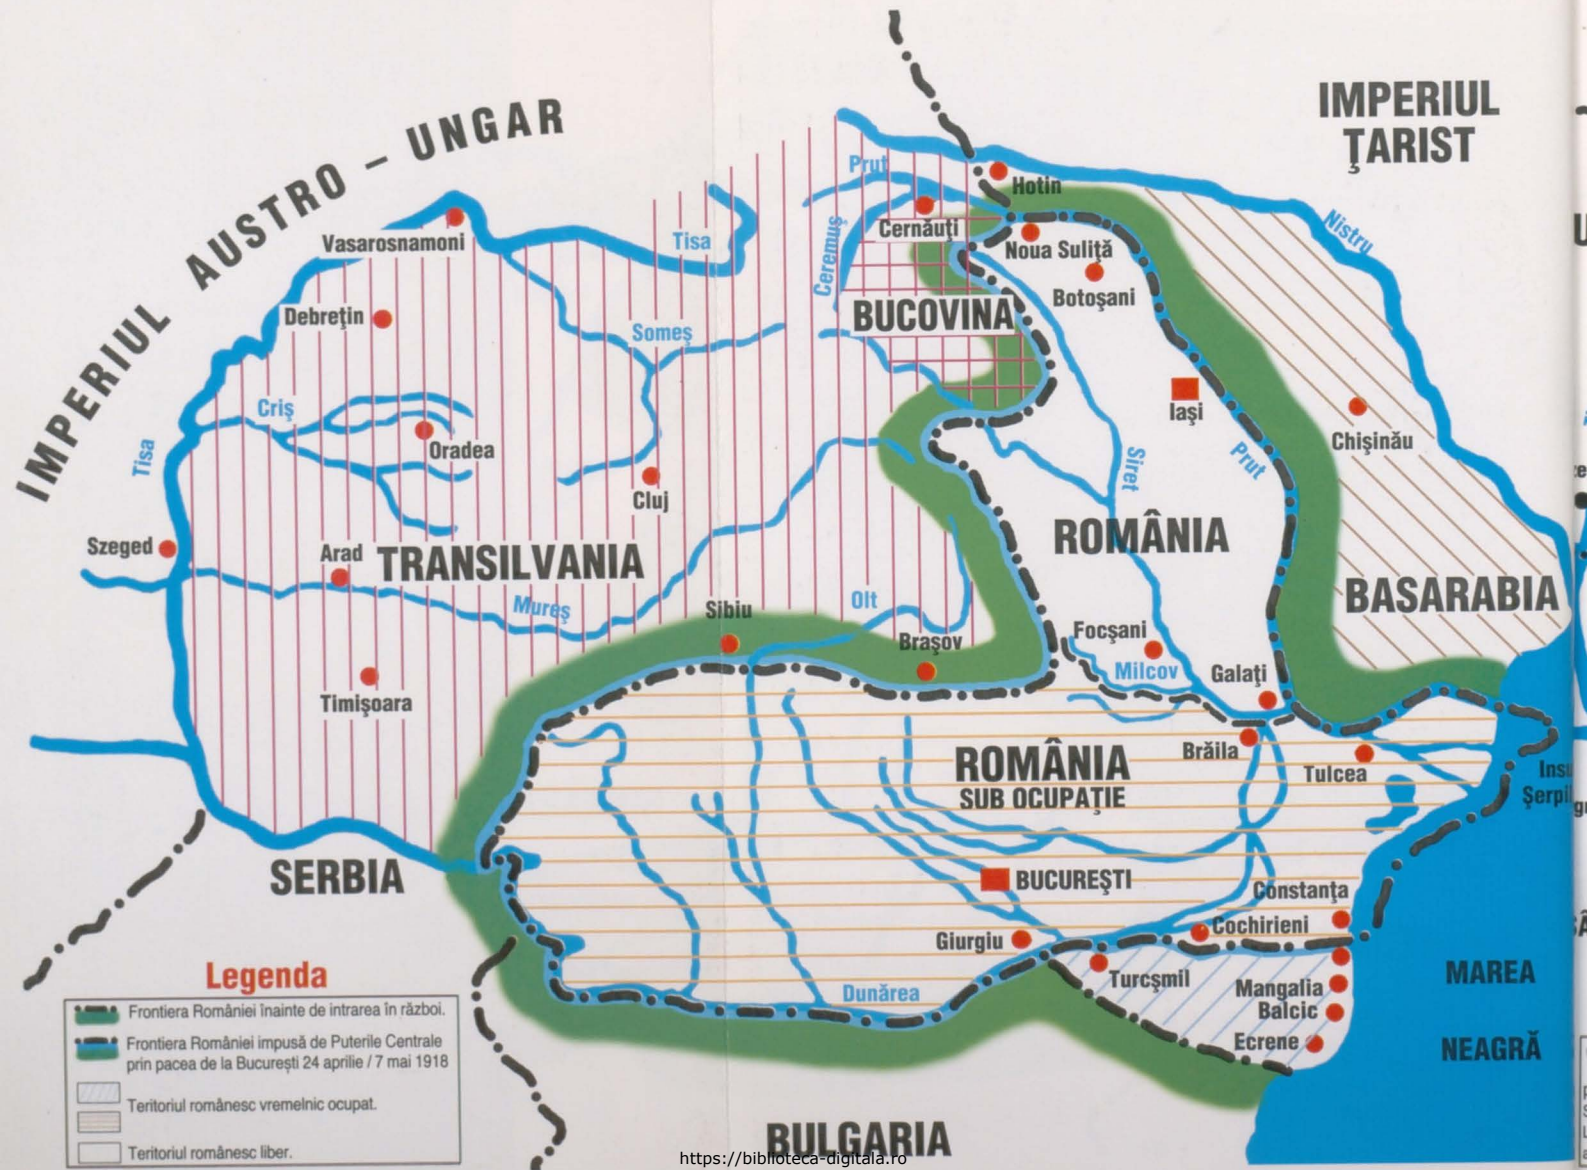 IMPERIUL AUSTRO - UNGAR
IMPERIUL
ŢARIST
Prut
Hotin
Cernăuţi
Nistru
Vasarosnamoni
Tisa
Ceremuş
Noua Suliţă
Botoşani
Debreţin
Someş
BUCOVINA
Criş
Iaşi
Tisa
Oradea
Chişinău
Siret
Prut
Cluj
Szeged
Arad
TRANSILVANIA
ROMÂNIA
BASARABIA
Mureş
Sibiu
Olt
Braşov
Focşani
Milcov
Galaţi
Timişoara
ROMÂNIA
SUB OCUPAŢIE
Brăila
Tulcea
SERBIA
BUCUREŞTI
Constanţa
Cochirieni
Giurgiu
Turcşmil
Mangalia
Balcic
Ecrene
Dunărea
MAREA
NEAGRĂ
BULGARIA
Legenda
Frontiera României înainte de intrarea în război.
Frontiera României impusă de Puterile Centrale
prin pacea de la Bucureşti 24 aprilie / 7 mai 1918
Teritoriul românesc vremelnic ocupat.
Teritoriul românesc liber.
https://biblioteca-digitala.ro